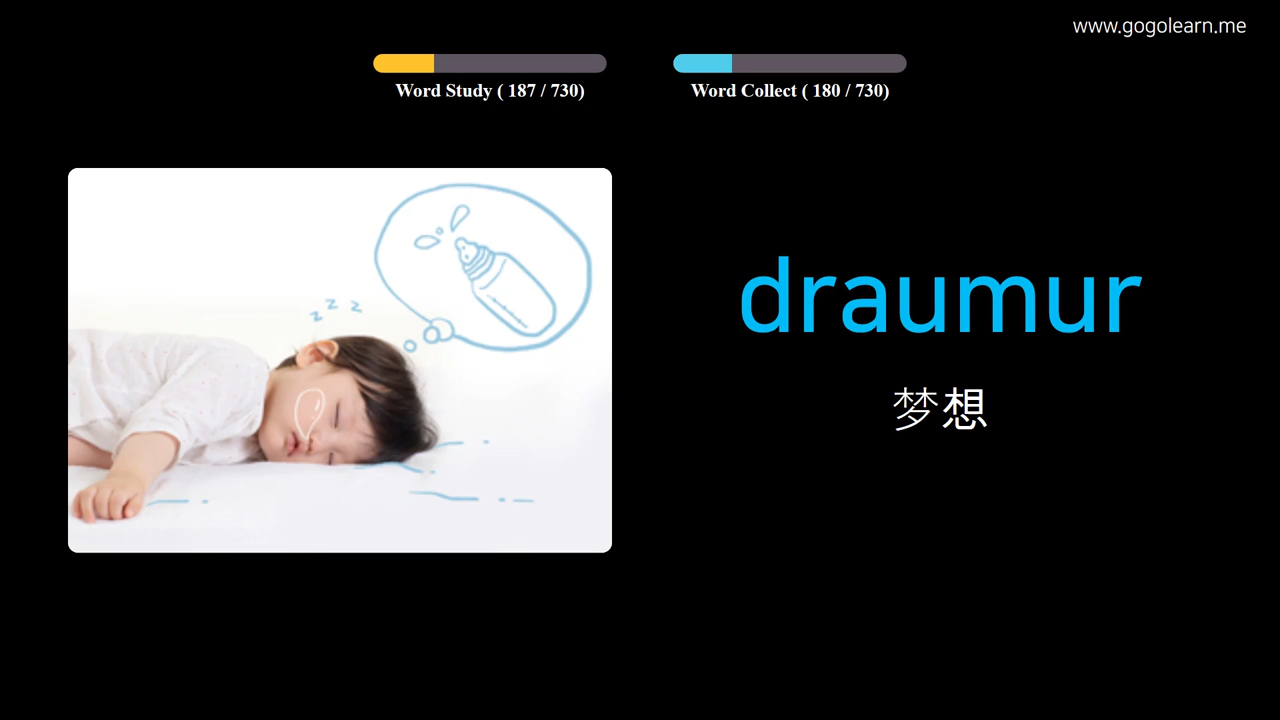 www.gogolearn.me
Word Study ( 187 / 730)
Word Collect ( 180 / 730)
z z z
draumur
梦想